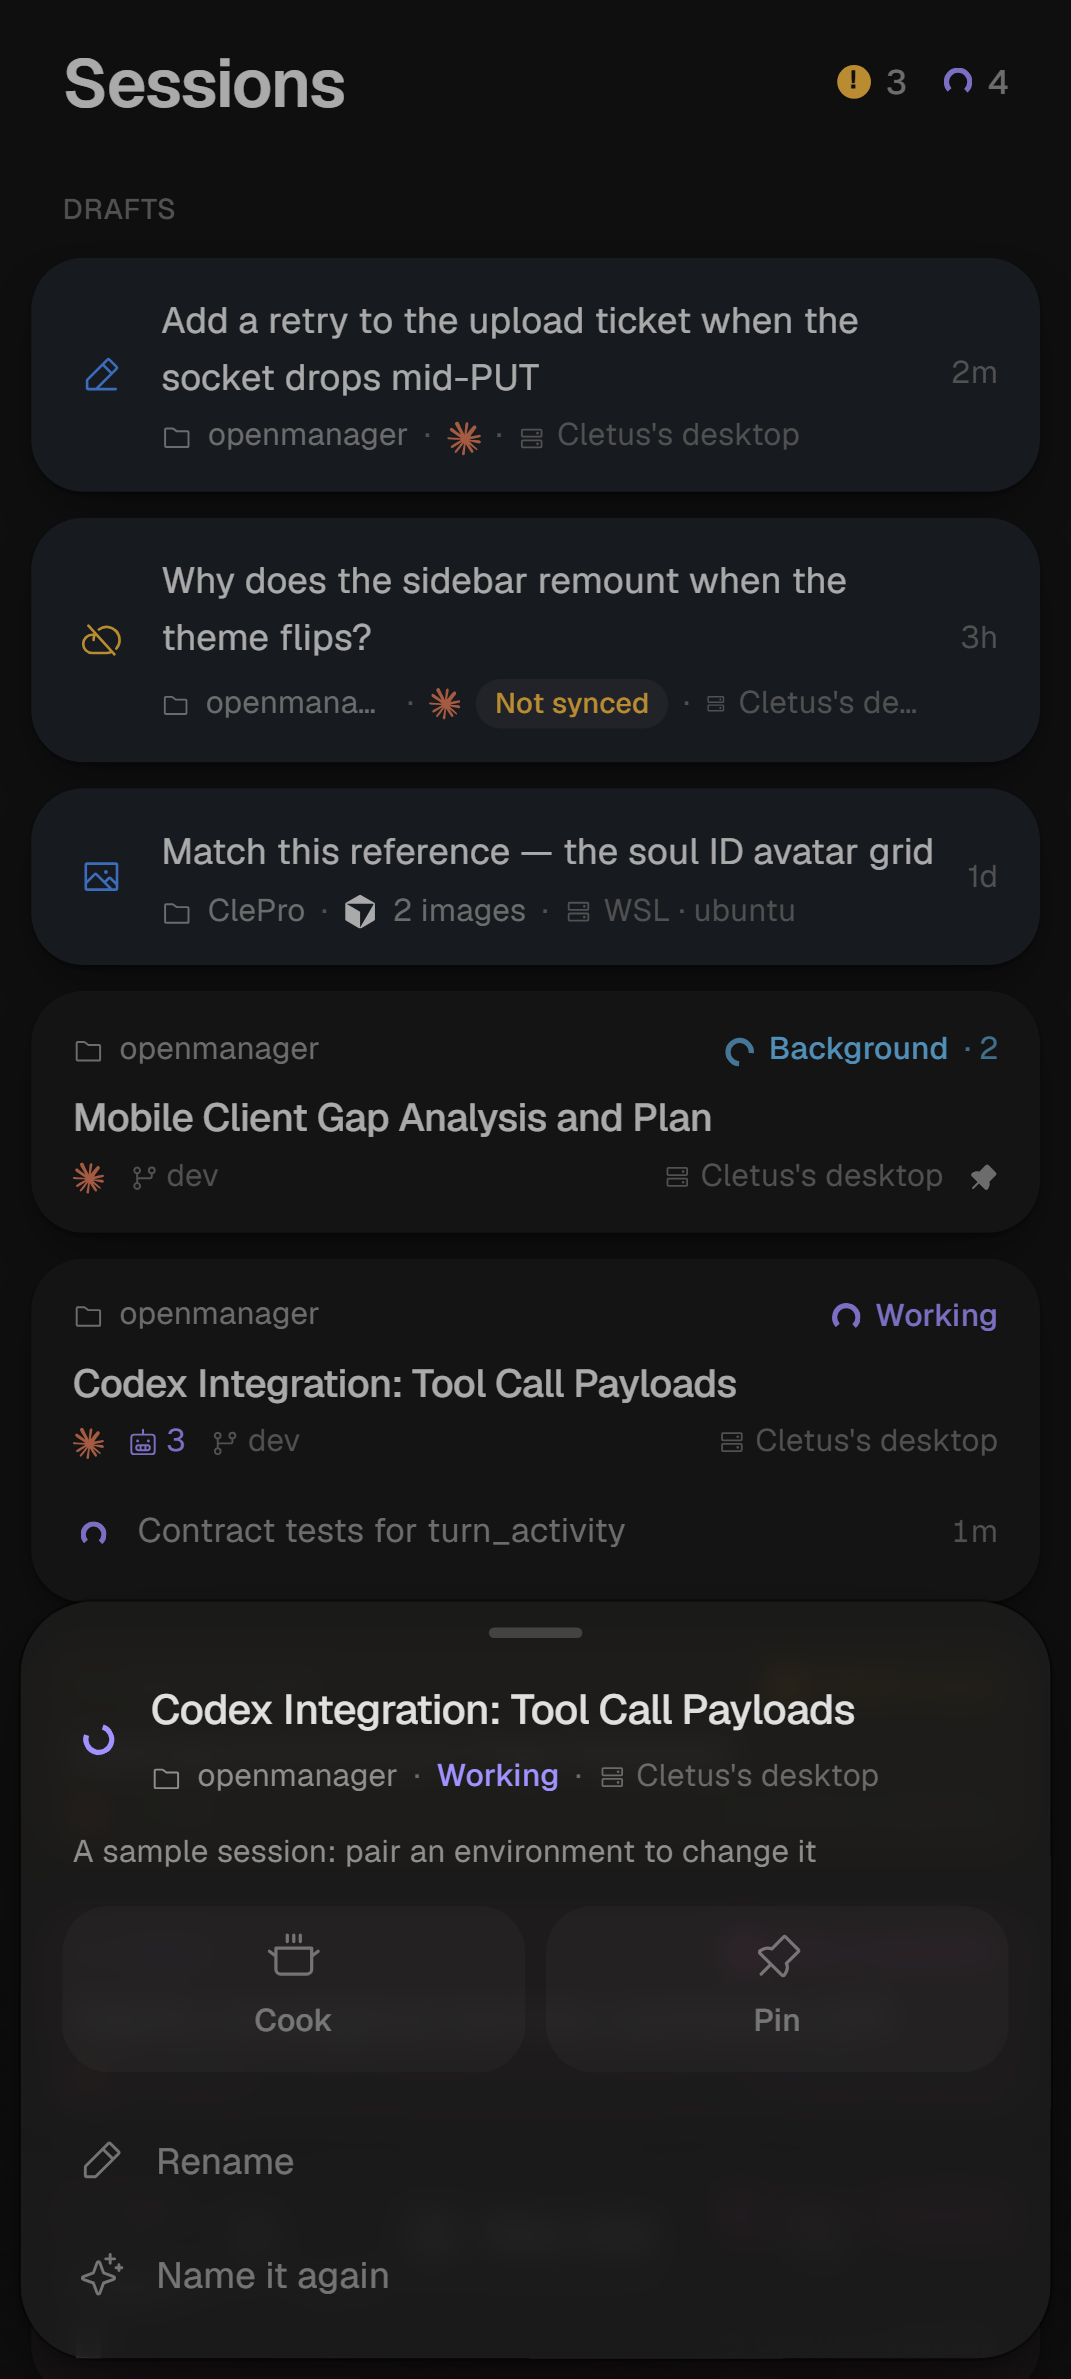 Sessions
! 3 4
DRAFTS
Add a retry to the upload ticket when the
socket drops mid-PUT
2m
openmanager · · Cletus's desktop
Why does the sidebar remount when the
theme flips?
3h
openmana... · Not synced · Cletus's de...
Match this reference — the soul ID avatar grid
1d
ClePro · 2 images · WSL · ubuntu
openmanager Background · 2
Mobile Client Gap Analysis and Plan
dev Cletus's desktop
openmanager Working
Codex Integration: Tool Call Payloads
3 dev Cletus's desktop
Contract tests for turn_activity 1m
Codex Integration: Tool Call Payloads
openmanager · Working · Cletus's desktop
A sample session: pair an environment to change it
Cook Pin
Rename
Name it again